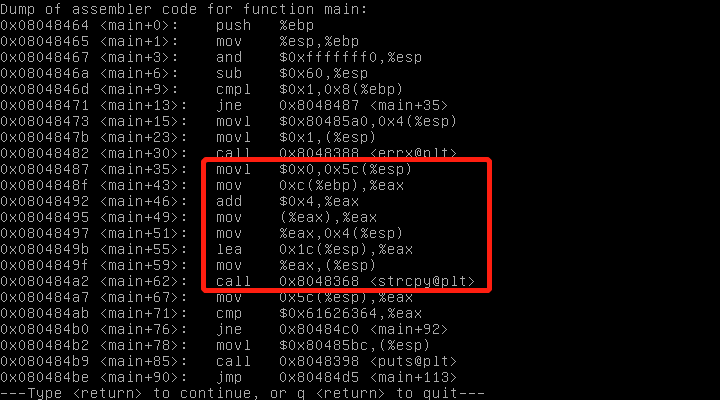 Dump of assembler code for function main:
0x08048464 <main+0>: push %ebp
0x08048465 <main+1>: mov %esp,%ebp
0x08048467 <main+3>: and $0xfffffff0,%esp
0x0804846a <main+6>: sub $0x60,%esp
0x0804846d <main+9>: cmpl $0x1,0x8(%ebp)
0x08048471 <main+13>: jne 0x8048487 <main+35>
0x08048473 <main+15>: movl $0x80485a0,0x4(%esp)
0x0804847b <main+23>: movl $0x1,(%esp)
0x08048482 <main+30>: call 0x8048388 <errx@plt>
0x08048487 <main+35>: movl $0x0,0x5c(%esp)
0x0804848f <main+43>: mov 0xc(%ebp),%eax
0x08048492 <main+46>: add $0x4,%eax
0x08048495 <main+49>: mov (%eax),%eax
0x08048497 <main+51>: mov %eax,0x4(%esp)
0x0804849b <main+55>: lea 0x1c(%esp),%eax
0x0804849f <main+59>: mov %eax,(%esp)
0x080484a2 <main+62>: call 0x8048368 <strcpy@plt>
0x080484a7 <main+67>: mov 0x5c(%esp),%eax
0x080484ab <main+71>: cmp $0x61626364,%eax
0x080484b0 <main+76>: jne 0x80484c0 <main+92>
0x080484b2 <main+78>: movl $0x80485bc,(%esp)
0x080484b9 <main+85>: call 0x8048398 <puts@plt>
0x080484be <main+90>: jmp 0x80484d5 <main+113>
---Type <return> to continue, or q <return> to quit---